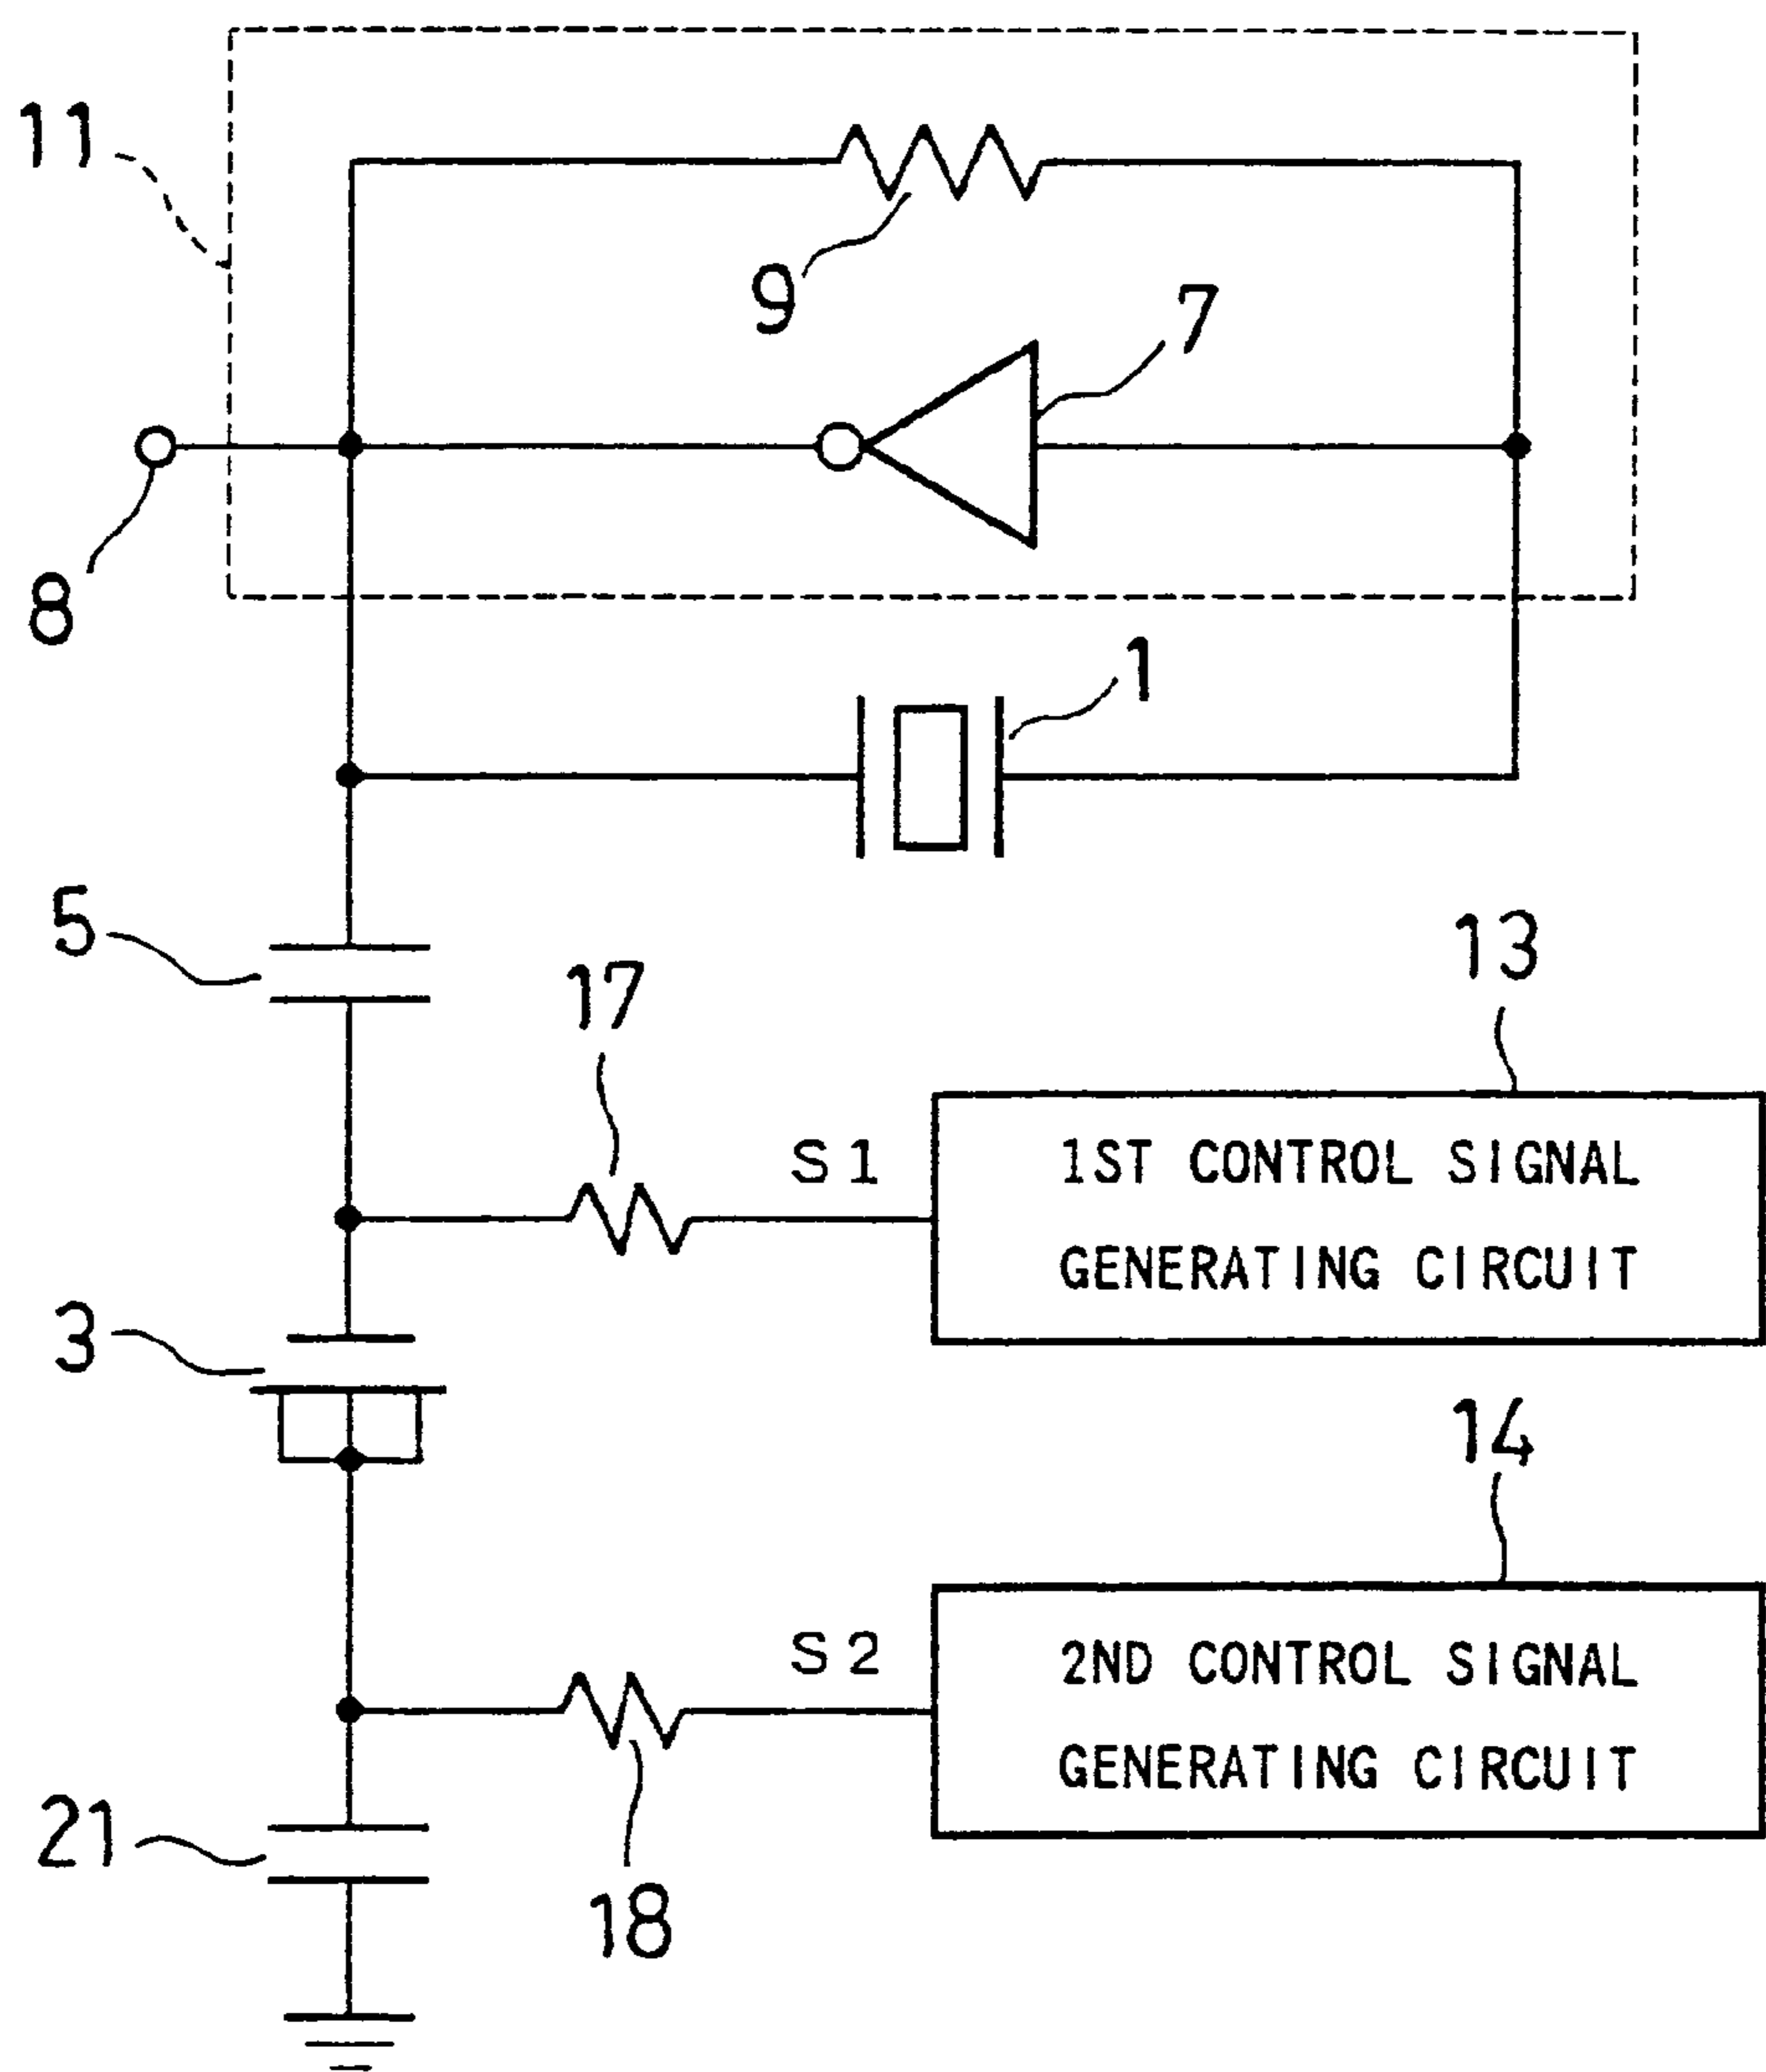 11
9
7
8
1
5
17
13
S1
1ST CONTROL SIGNAL
GENERATING CIRCUIT
3
14
S2
2ND CONTROL SIGNAL
GENERATING CIRCUIT
21
18